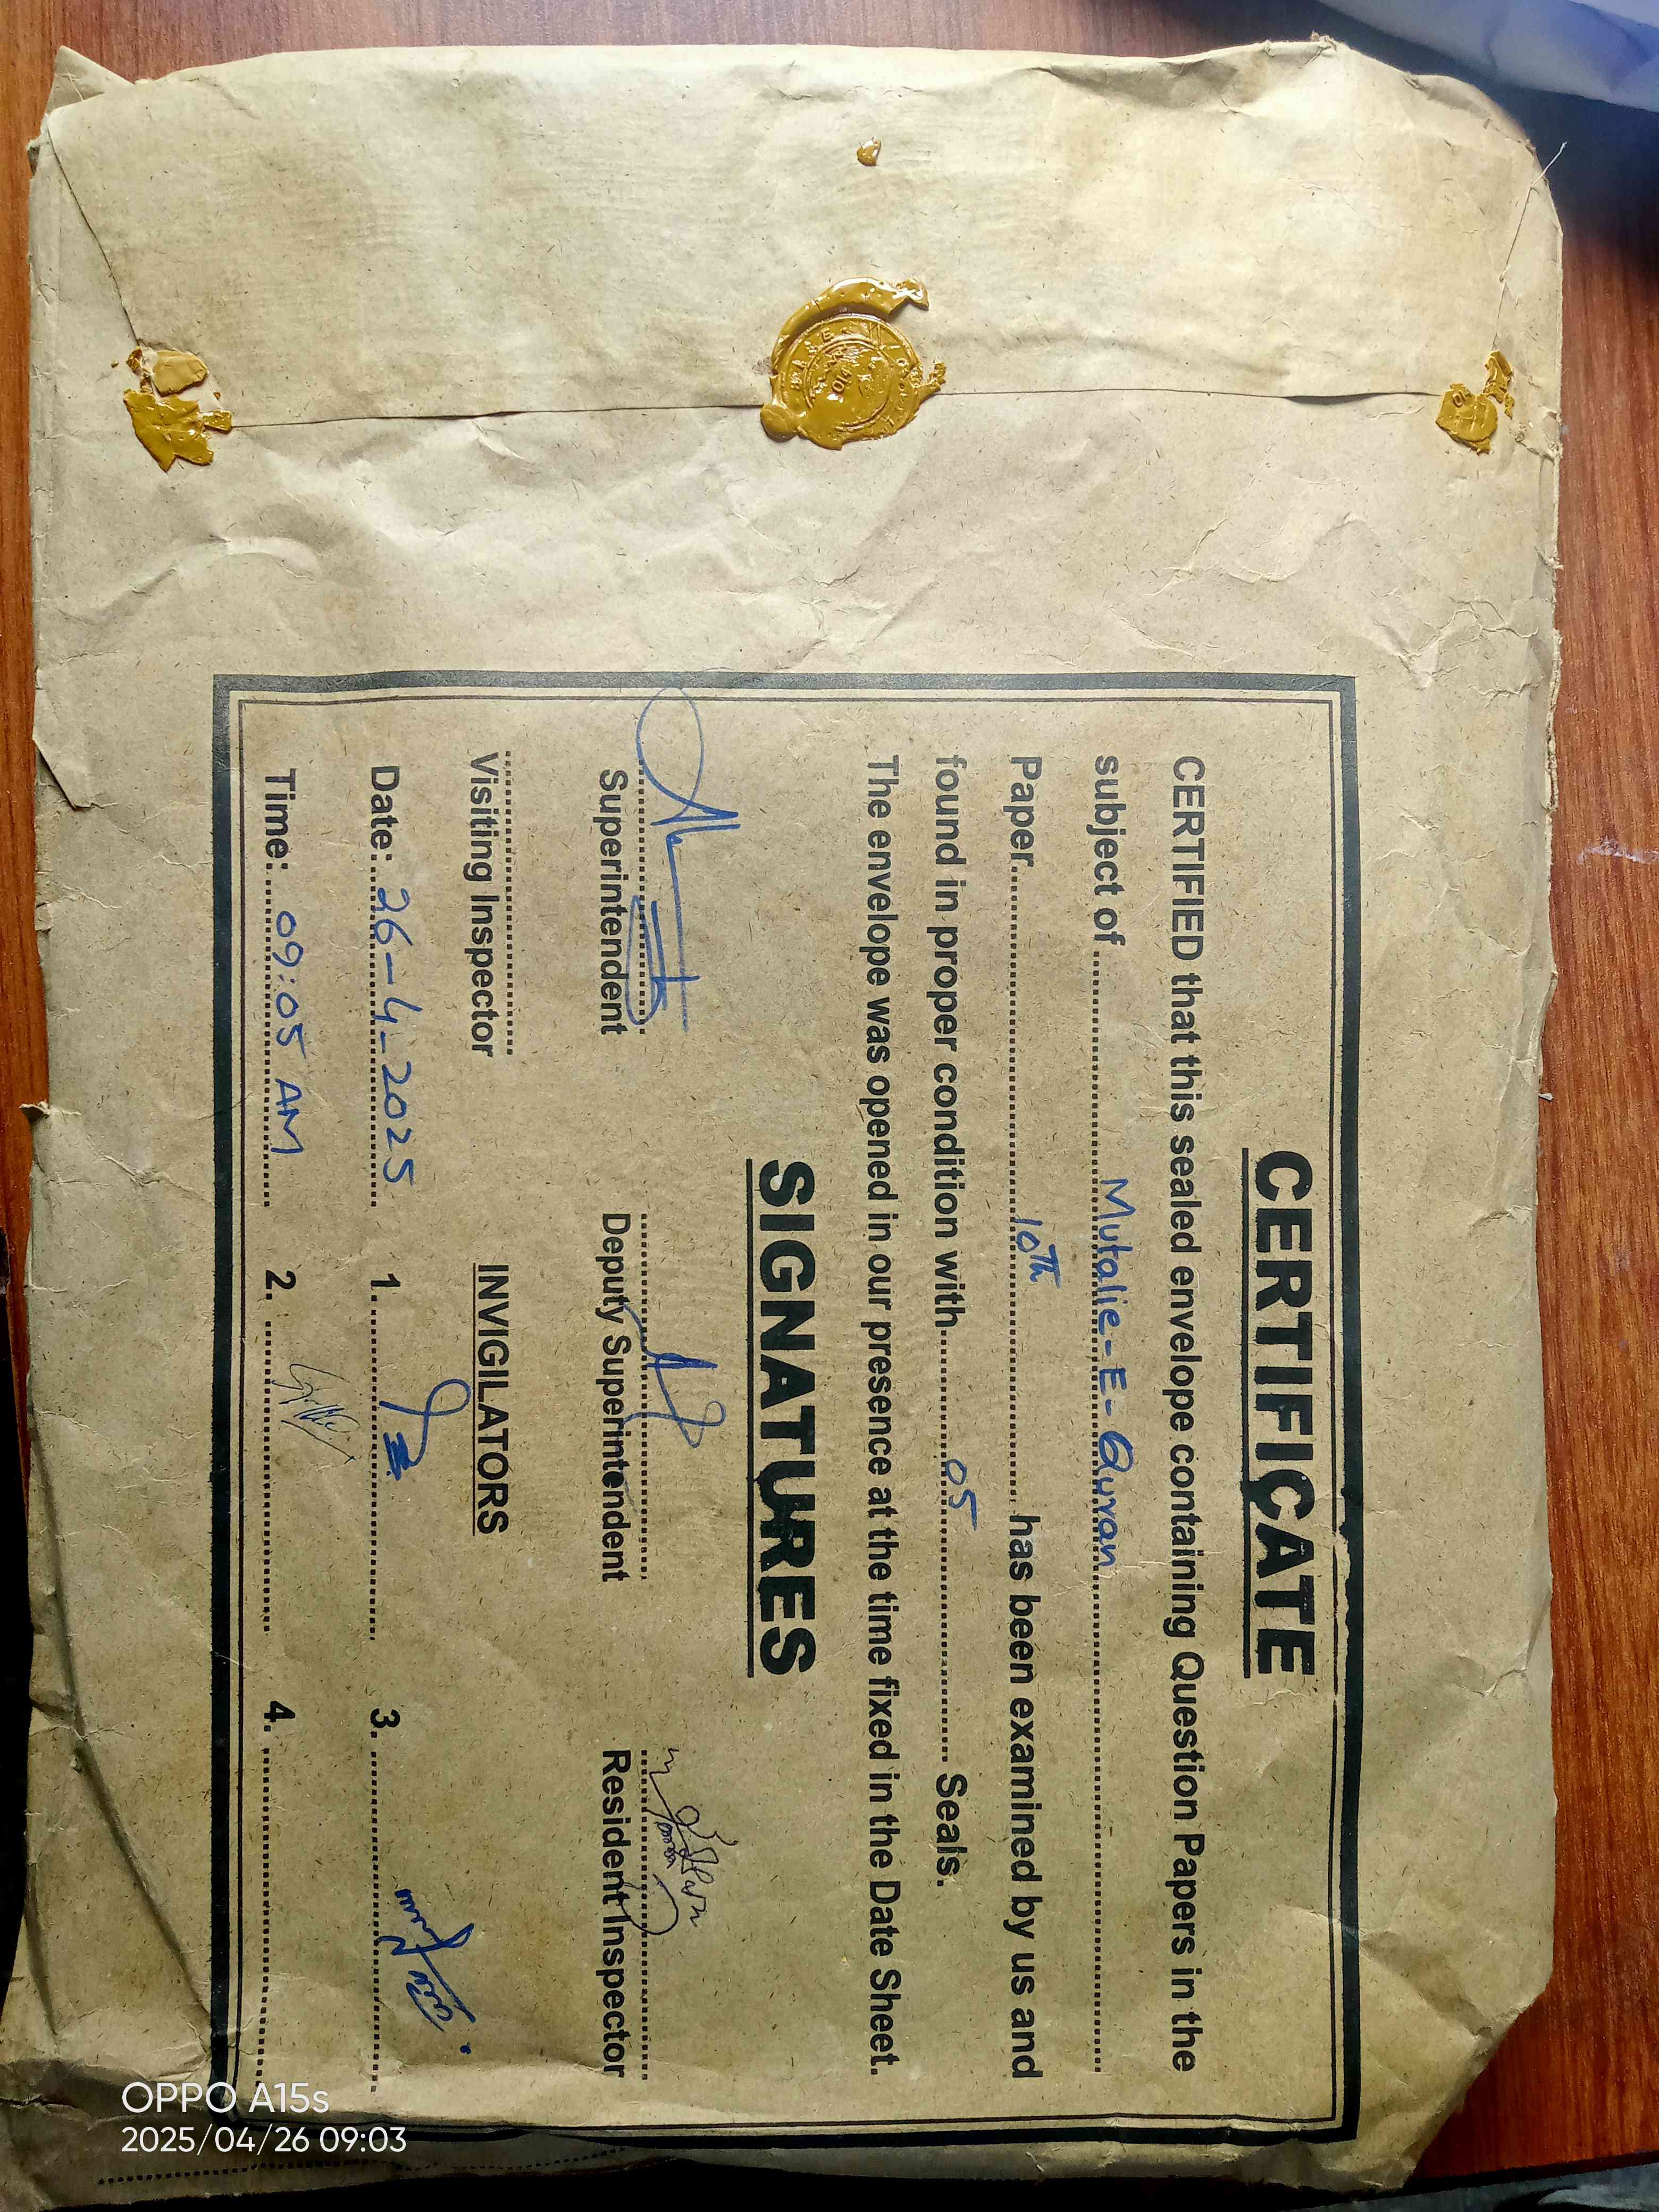 CERTIFICATE
CERTIFIED that this sealed envelope containing Question Papers in the
subject of Mutalie-E-Quran
Paper 10th has been examined by us and
found in proper condition with 05 Seals.
The envelope was opened in our presence at the time fixed in the Date Sheet.
SIGNATURES
Superintendent Deputy Superintendent Resident Inspector
Visiting Inspector INVIGILATORS
Date: 26-4-2025 1. 3.
Time: 09:05 AM 2. 4.
OPPO A15s
2025/04/26 09:03